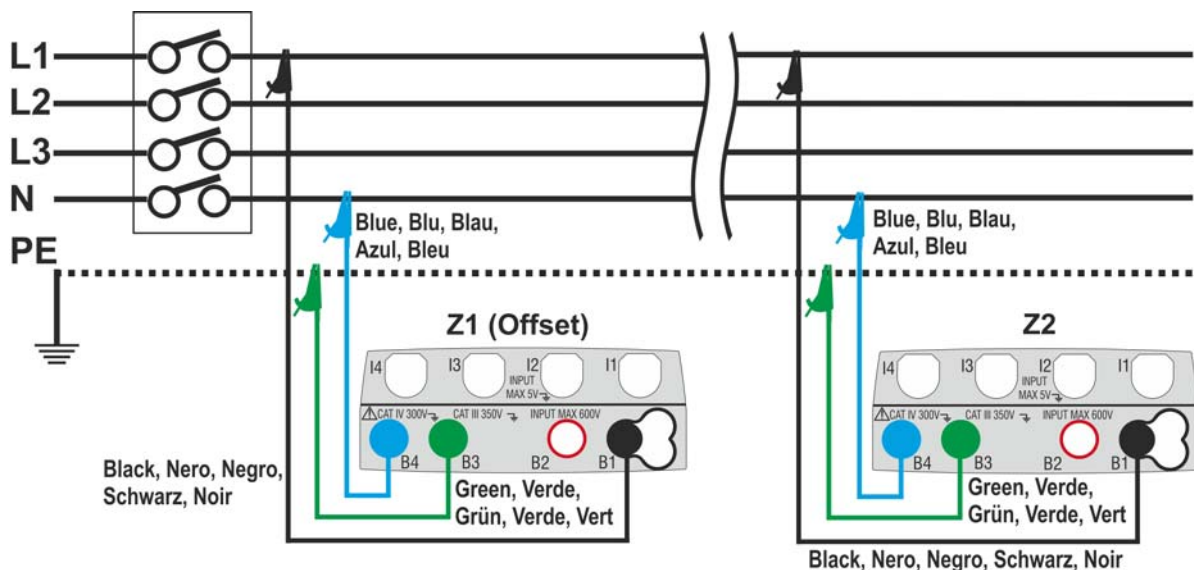 L1
L2
L3
N
PE
Blue, Blu, Blau,
Azul, Bleu
Blue, Blu, Blau,
Azul, Bleu
Z1 (Offset)
I4 I3 I2 I1
INPUT
MAX 5V
CAT IV 300V CAT III 350V INPUT MAX 600V
B4 B3 B2 B1
Black, Nero, Negro,
Schwarz, Noir
Green, Verde,
Grün, Verde, Vert
Z2
I4 I3 I2 I1
INPUT
MAX 5V
CAT IV 300V CAT III 350V INPUT MAX 600V
B4 B3 B2 B1
Green, Verde,
Grün, Verde, Vert
Black, Nero, Negro, Schwarz, Noir